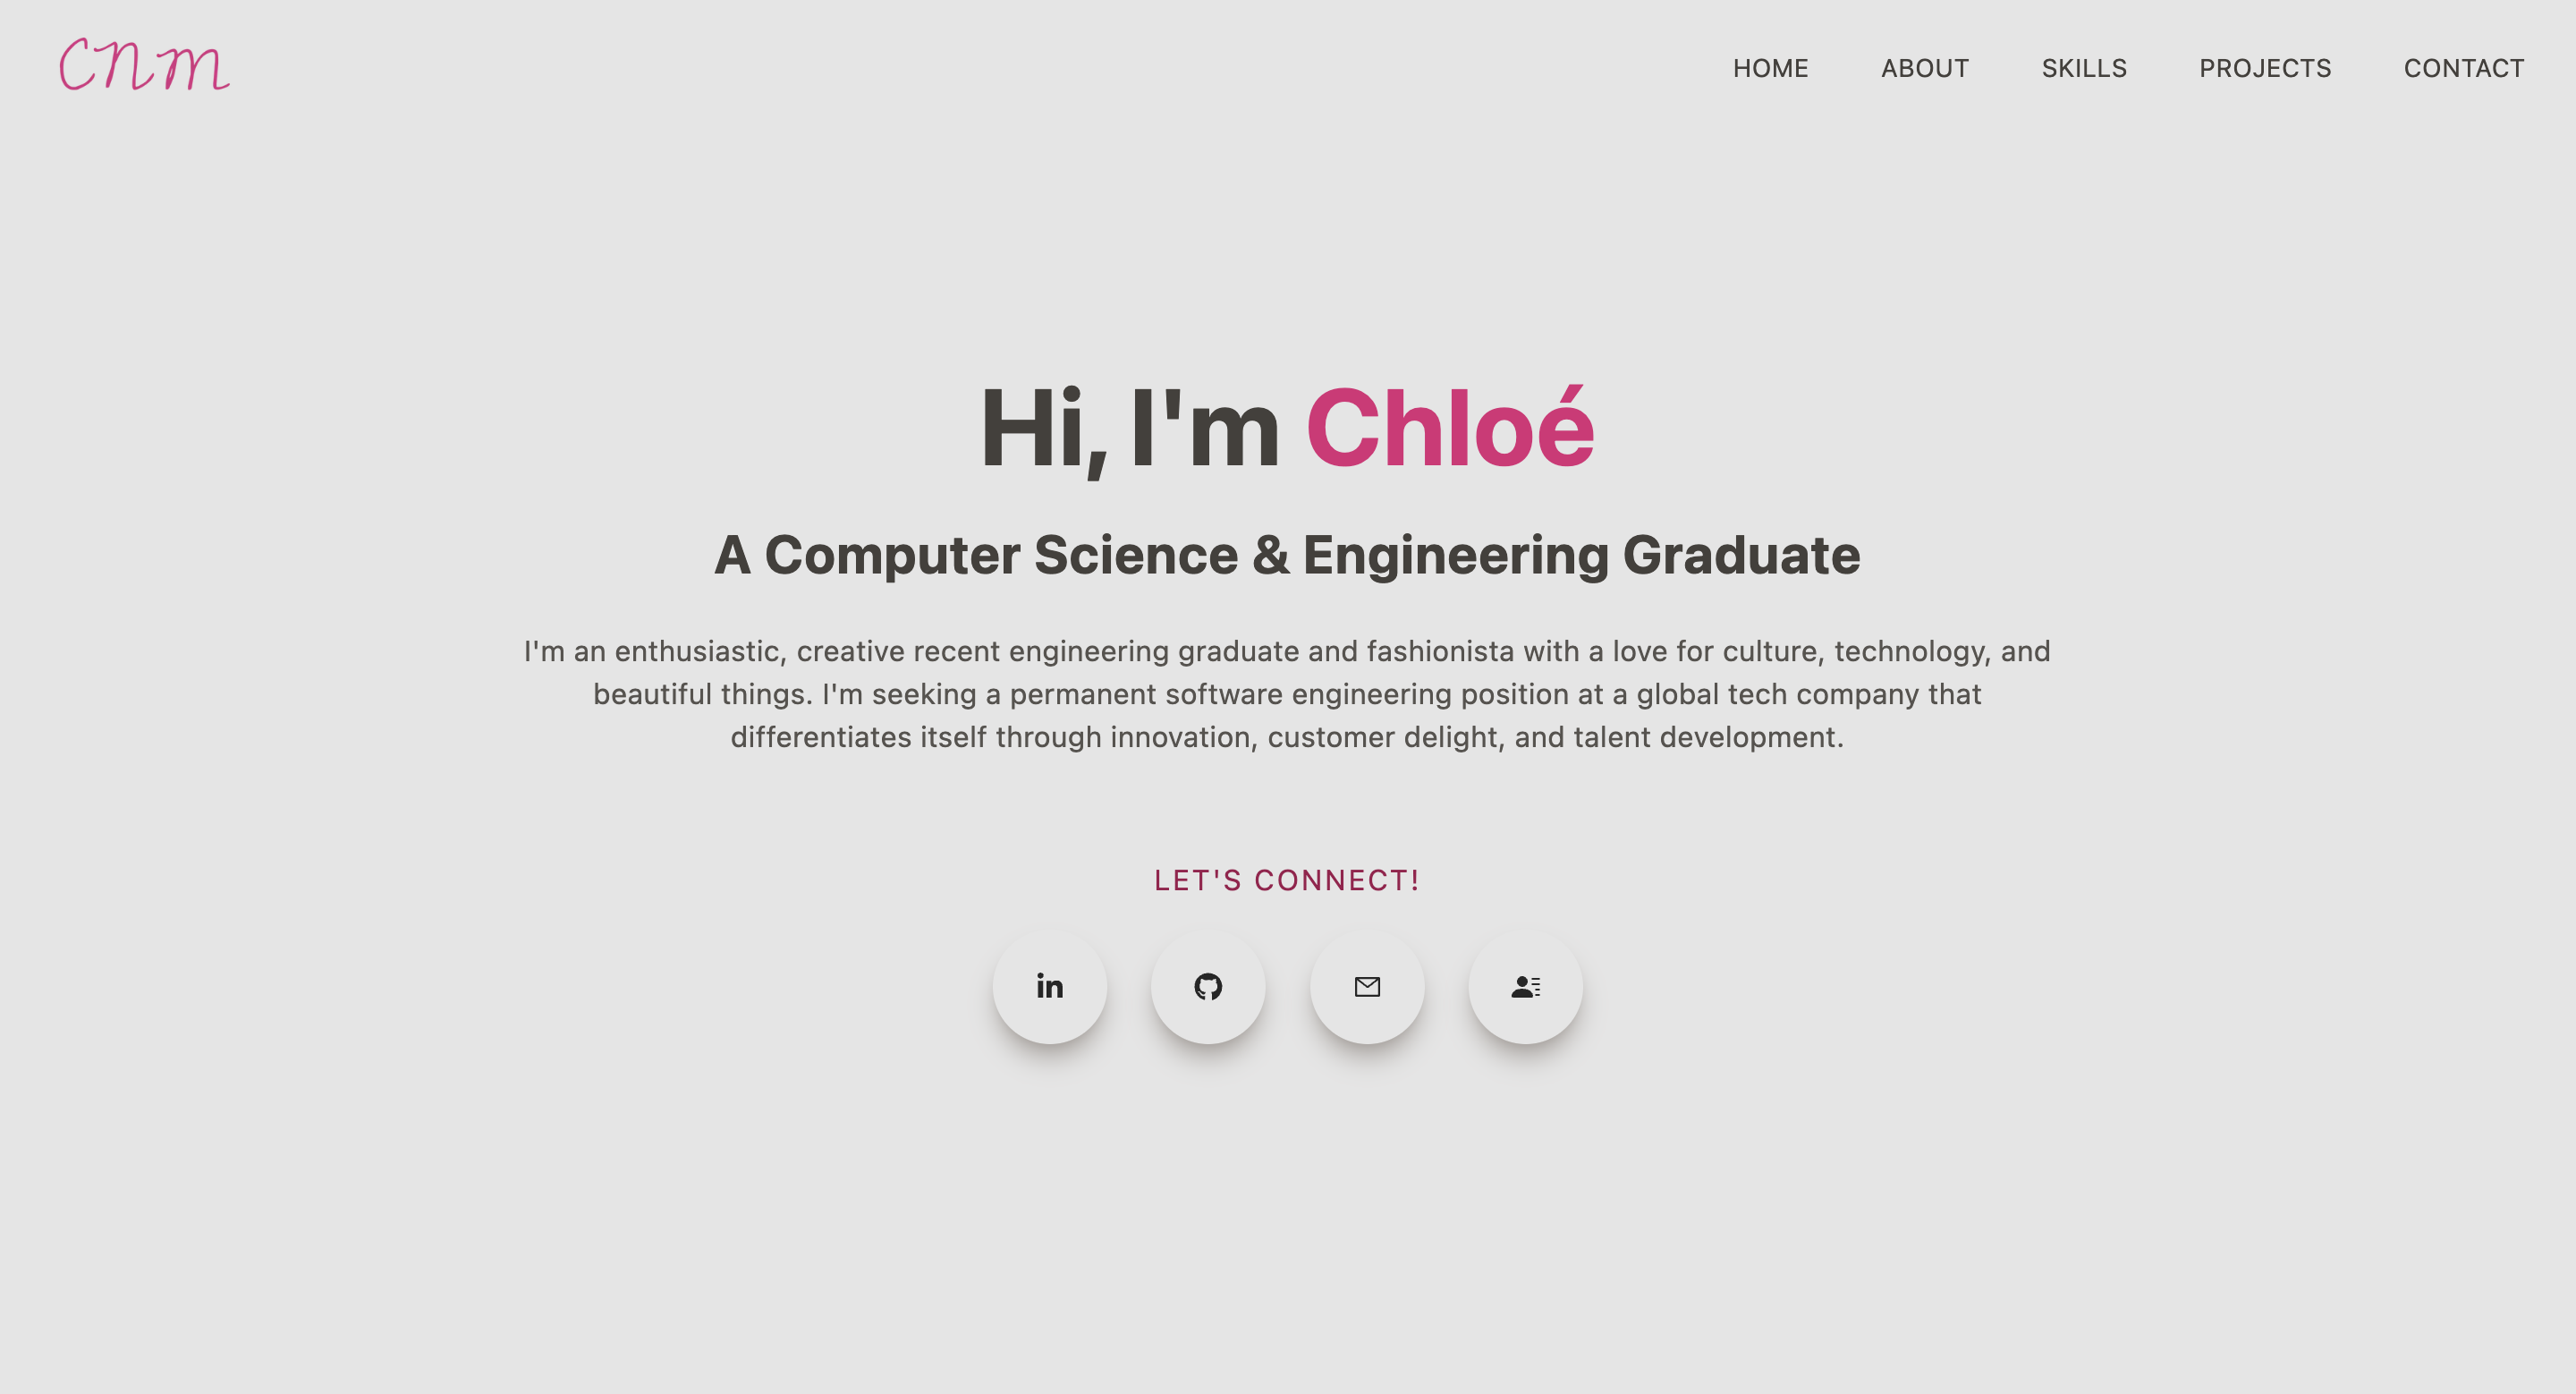 CNM
HOME ABOUT SKILLS PROJECTS CONTACT
Hi, I'm Chloé
A Computer Science & Engineering Graduate
I'm an enthusiastic, creative recent engineering graduate and fashionista with a love for culture, technology, and
beautiful things. I'm seeking a permanent software engineering position at a global tech company that
differentiates itself through innovation, customer delight, and talent development.
LET'S CONNECT!
in